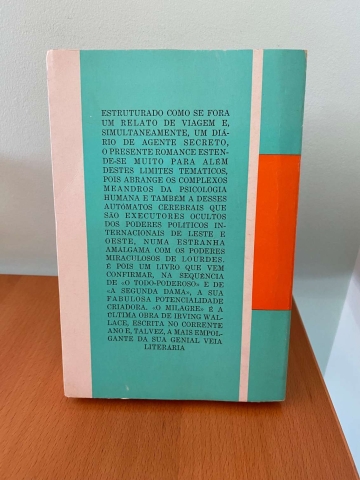 ESTRUTURADO COMO SE FORA
UM RELATO DE VIAGEM E,
SIMULTANEAMENTE, UM DIÁ-
RIO DE AGENTE SECRETO,
O PRESENTE ROMANCE ESTEN-
DE-SE MUITO PARA ALÉM
DESTES LIMITES TEMÁTICOS,
POIS ABRANGE OS COMPLEXOS
MEANDROS DA PSICOLOGIA
HUMANA E TAMBÉM A DESSES
AUTÓMATOS CEREBRAIS QUE
SÃO EXECUTORES OCULTOS
DOS PODERES POLÍTICOS IN-
TERNACIONAIS DE LESTE E
OESTE, NUMA ESTRANHA
AMÁLGAMA COM OS PODERES
MIRACULOSOS DE LOURDES.
É POIS UM LIVRO QUE VEM
CONFIRMAR, NA SEQUÊNCIA
DE «O TODO-PODEROSO» E DE
«A SEGUNDA DAMA», A SUA
FABULOSA POTENCIALIDADE
CRIADORA. «O MILAGRE» É A
ÚLTIMA OBRA DE IRVING WAL-
LACE, ESCRITA NO CORRENTE
ANO E, TALVEZ, A MAIS EMPOL-
GANTE DA SUA GENIAL VEIA
LITERÁRIA